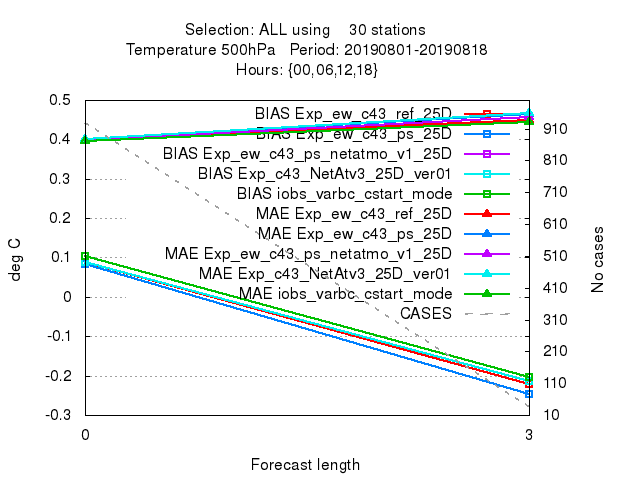 Selection: ALL using 30 stations
Temperature 500hPa Period: 20190801-20190818
Hours: {00,06,12,18}
0.5
0.4
0.3
0.2
0.1
0
-0.1
-0.2
-0.3
deg C
BIAS Exp_ew_c43_ref_25D
BIAS Exp_ew_c43_ps_25D
BIAS Exp_ew_c43_ps_netatmo_v1_25D
BIAS Exp_c43_NetAtv3_25D_ver01
BIAS iobs_varbc_cstart_mode
MAE Exp_ew_c43_ref_25D
MAE Exp_ew_c43_ps_25D
MAE Exp_ew_c43_ps_netatmo_v1_25D
MAE Exp_c43_NetAtv3_25D_ver01
MAE iobs_varbc_cstart_mode
CASES
910
810
710
610
510
410
310
210
110
10
No cases
0 3
Forecast length